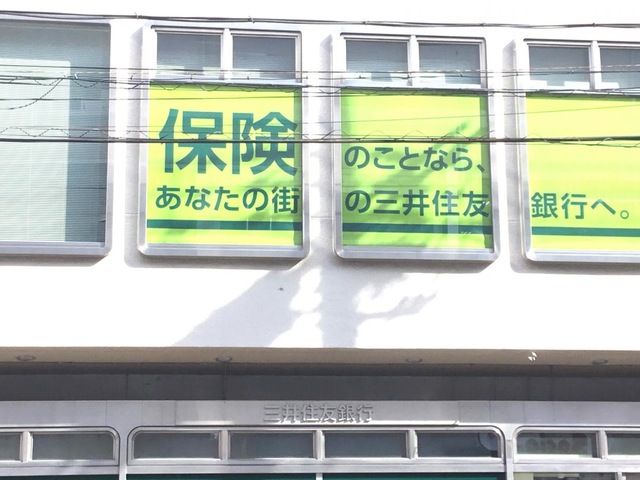 保険のことなら、
あなたの街の三井住友銀行へ。
三井住友銀行